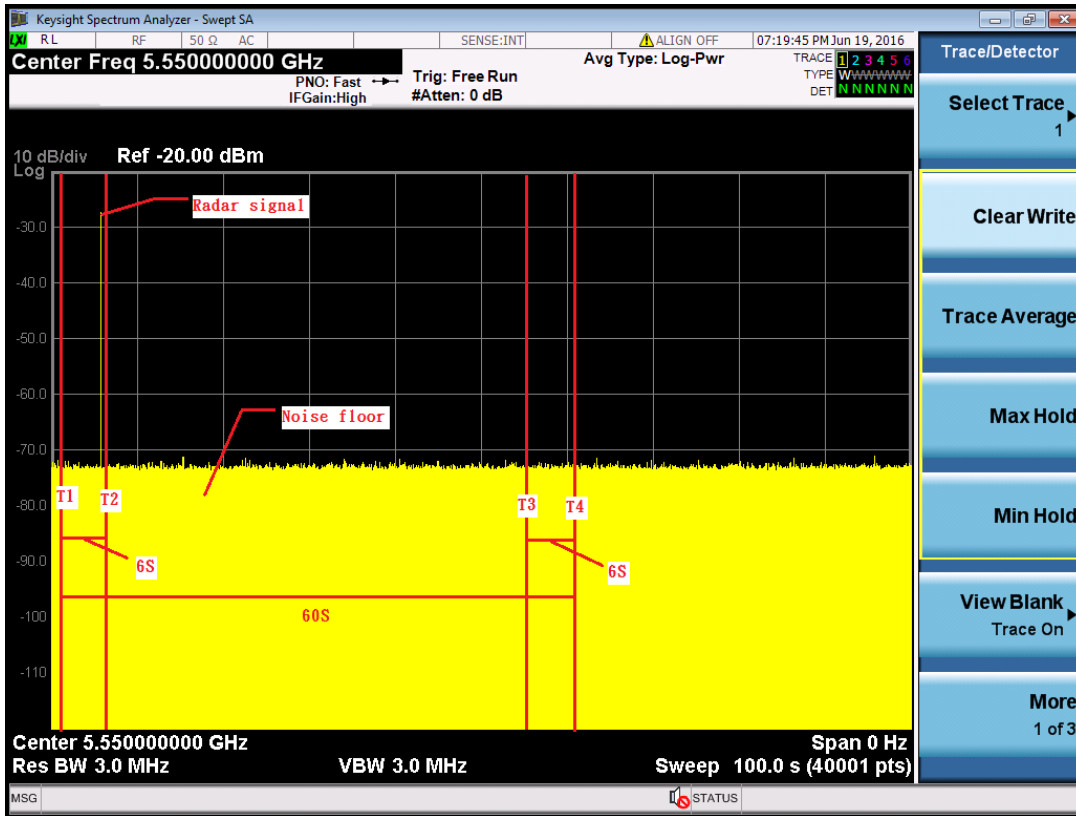 Keysight Spectrum Analyzer - Swept SA
LXI RL RF 50 Ω AC SENSE:INT ALIGN OFF 07:19:45 PM Jun 19, 2016
Center Freq 5.550000000 GHz
PNO: Fast
IFGain:High
Trig: Free Run
#Atten: 0 dB
Avg Type: Log-Pwr
TRACE 1 2 3 4 5 6
TYPE WWWWWW
DET N N N N N N
10 dB/div
Log
Ref -20.00 dBm
Radar signal
-30.0
-40.0
-50.0
-60.0
Noise floor
-70.0
T1 T2 T3 T4
-80.0
-90.0
6S 6S
60S
-100
-110
Center 5.550000000 GHz Span 0 Hz
Res BW 3.0 MHz VBW 3.0 MHz Sweep 100.0 s (40001 pts)
MSG STATUS
Trace/Detector
Select Trace
1
Clear Write
Trace Average
Max Hold
Min Hold
View Blank
Trace On
More
1 of 3